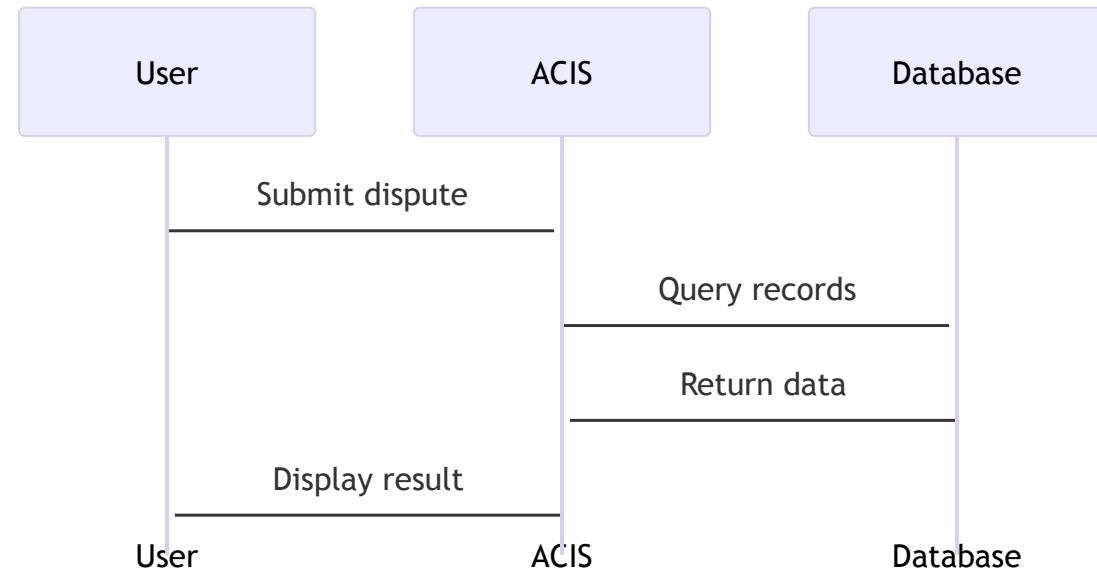 User ACIS Database
Submit dispute
Query records
Return data
Display result
User ACIS Database